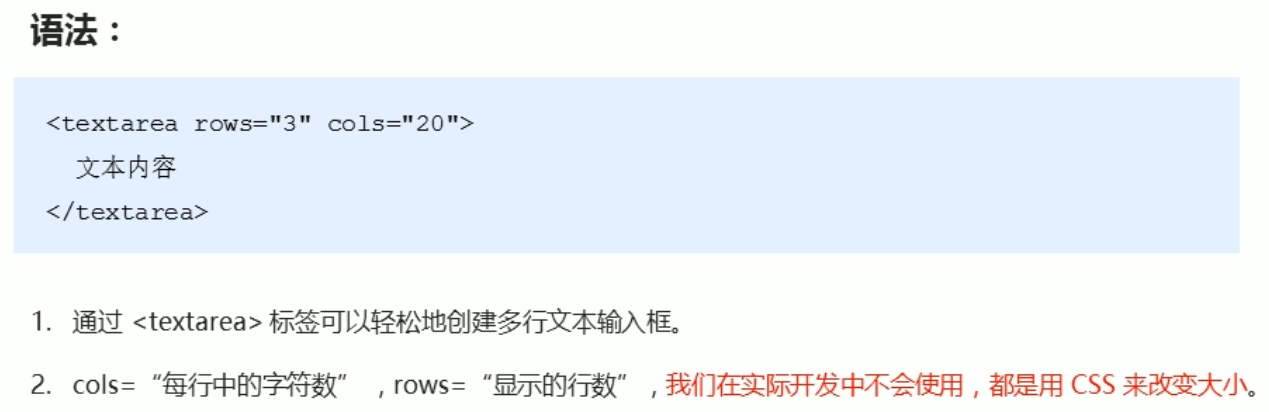 语法：
<textarea rows="3" cols="20">
文本内容
</textarea>
1. 通过 <textarea> 标签可以轻松地创建多行文本输入框。
2. cols=“每行中的字符数” ，rows=“显示的行数”，我们在实际开发中不会使用，都是用 CSS 来改变大小。